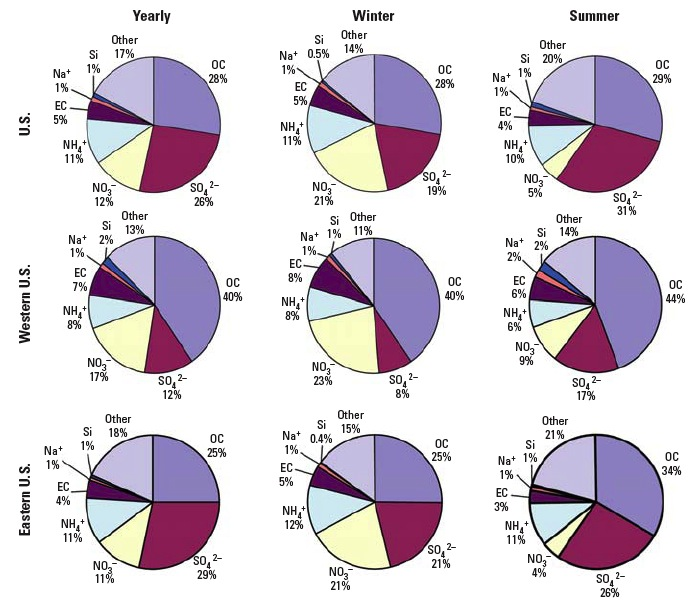 Yearly
Winter
Summer
U.S.
Other
17%
Si
1%
Na⁺
1%
EC
5%
NH₄⁺
11%
NO₃⁻
12%
SO₄²⁻
26%
OC
28%
Other
14%
Si
0.5%
Na⁺
1%
EC
5%
NH₄⁺
11%
NO₃⁻
21%
SO₄²⁻
19%
OC
28%
Other
20%
Si
1%
Na⁺
1%
EC
4%
NH₄⁺
10%
NO₃⁻
5%
SO₄²⁻
31%
OC
29%
Western U.S.
Other
13%
Si
2%
Na⁺
1%
EC
7%
NH₄⁺
8%
NO₃⁻
17%
SO₄²⁻
12%
OC
40%
Other
11%
Si
1%
Na⁺
1%
EC
8%
NH₄⁺
8%
NO₃⁻
23%
SO₄²⁻
8%
OC
40%
Other
14%
Si
2%
Na⁺
2%
EC
6%
NH₄⁺
6%
NO₃⁻
9%
SO₄²⁻
17%
OC
44%
Eastern U.S.
Other
18%
Si
1%
Na⁺
1%
EC
4%
NH₄⁺
11%
NO₃⁻
11%
SO₄²⁻
29%
OC
25%
Other
15%
Si
0.4%
Na⁺
1%
EC
5%
NH₄⁺
12%
NO₃⁻
21%
SO₄²⁻
21%
OC
25%
Other
21%
Si
1%
Na⁺
1%
EC
3%
NH₄⁺
11%
NO₃⁻
4%
SO₄²⁻
26%
OC
34%